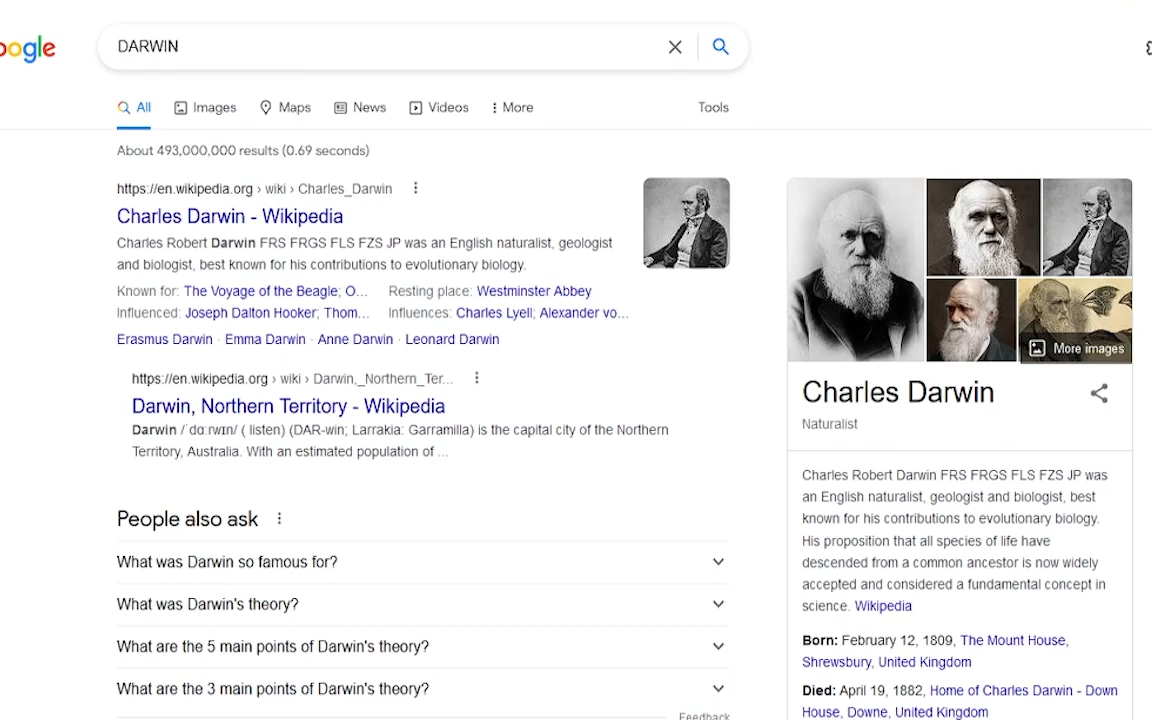 oogle
DARWIN
All Images Maps News Videos More Tools
About 493,000,000 results (0.69 seconds)
https://en.wikipedia.org › wiki › Charles_Darwin
Charles Darwin - Wikipedia
Charles Robert Darwin FRS FRGS FLS FZS JP was an English naturalist, geologist
and biologist, best known for his contributions to evolutionary biology.
Known for: The Voyage of the Beagle; O... Resting place: Westminster Abbey
Influenced: Joseph Dalton Hooker; Thom... Influences: Charles Lyell; Alexander vo...
Erasmus Darwin · Emma Darwin · Anne Darwin · Leonard Darwin
https://en.wikipedia.org › wiki › Darwin,_Northern_Ter...
Darwin, Northern Territory - Wikipedia
Darwin /ˈdɑːrwɪn/ ( listen) (DAR-win; Larrakia: Garramilla) is the capital city of the Northern
Territory, Australia. With an estimated population of ...
People also ask
What was Darwin so famous for?
What was Darwin's theory?
What are the 5 main points of Darwin's theory?
What are the 3 main points of Darwin's theory?
Feedback
More images
Charles Darwin
Naturalist
Charles Robert Darwin FRS FRGS FLS FZS JP was
an English naturalist, geologist and biologist, best
known for his contributions to evolutionary biology.
His proposition that all species of life have
descended from a common ancestor is now widely
accepted and considered a fundamental concept in
science. Wikipedia
Born: February 12, 1809, The Mount House,
Shrewsbury, United Kingdom
Died: April 19, 1882, Home of Charles Darwin - Down
House, Downe, United Kingdom